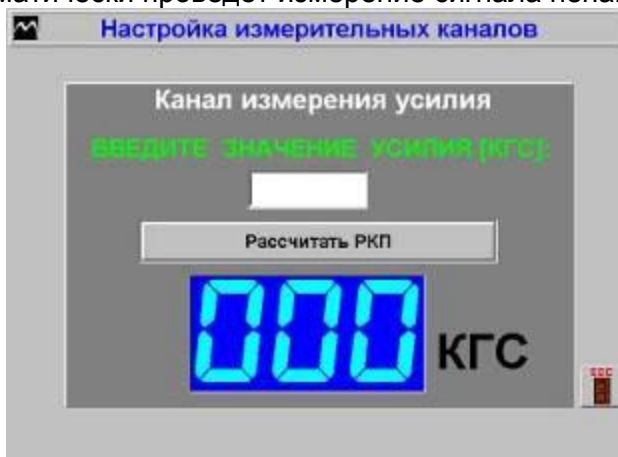 Настройка измерительных каналов
Канал измерения усилия
ВВЕДИТЕ ЗНАЧЕНИЕ УСИЛИЯ [КГС]:
Рассчитать РКП
000 КГС